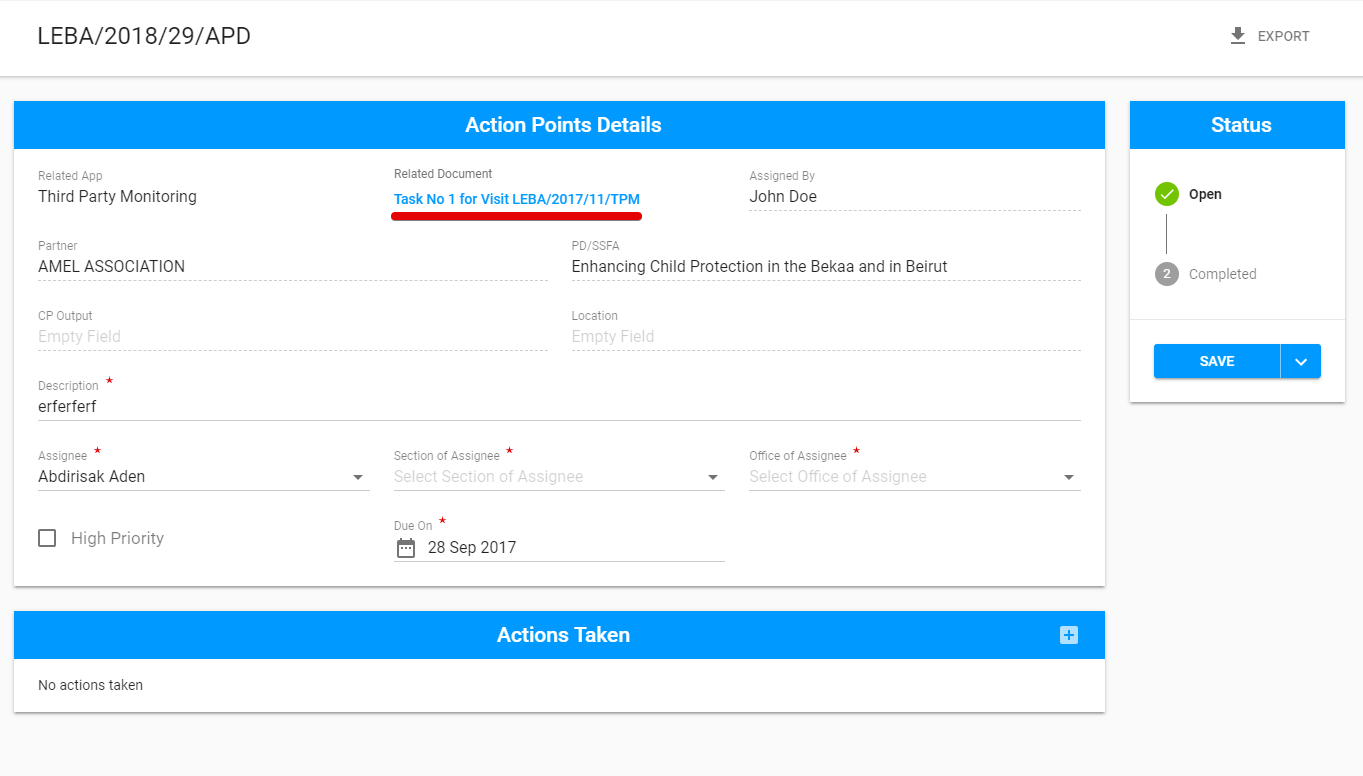 LEBA/2018/29/APD
EXPORT
Action Points Details
Related App
Third Party Monitoring
Related Document
Task No 1 for Visit LEBA/2017/11/TPM
Assigned By
John Doe
Partner
AMEL ASSOCIATION
PD/SSFA
Enhancing Child Protection in the Bekaa and in Beirut
CP Output
Empty Field
Location
Empty Field
Description *
erferferf
Assignee *
Abdirisak Aden
Section of Assignee *
Select Section of Assignee
Office of Assignee *
Select Office of Assignee
High Priority
Due On *
28 Sep 2017
Actions Taken
No actions taken
Status
Open
2 Completed
SAVE